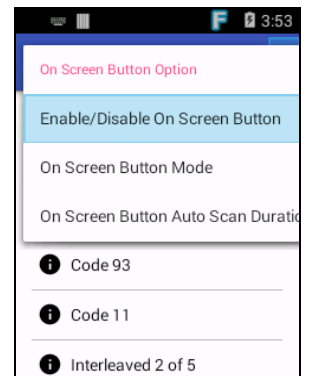 F 3:53
On Screen Button Option
Enable/Disable On Screen Button
On Screen Button Mode
On Screen Button Auto Scan Duratio
Code 93
Code 11
Interleaved 2 of 5